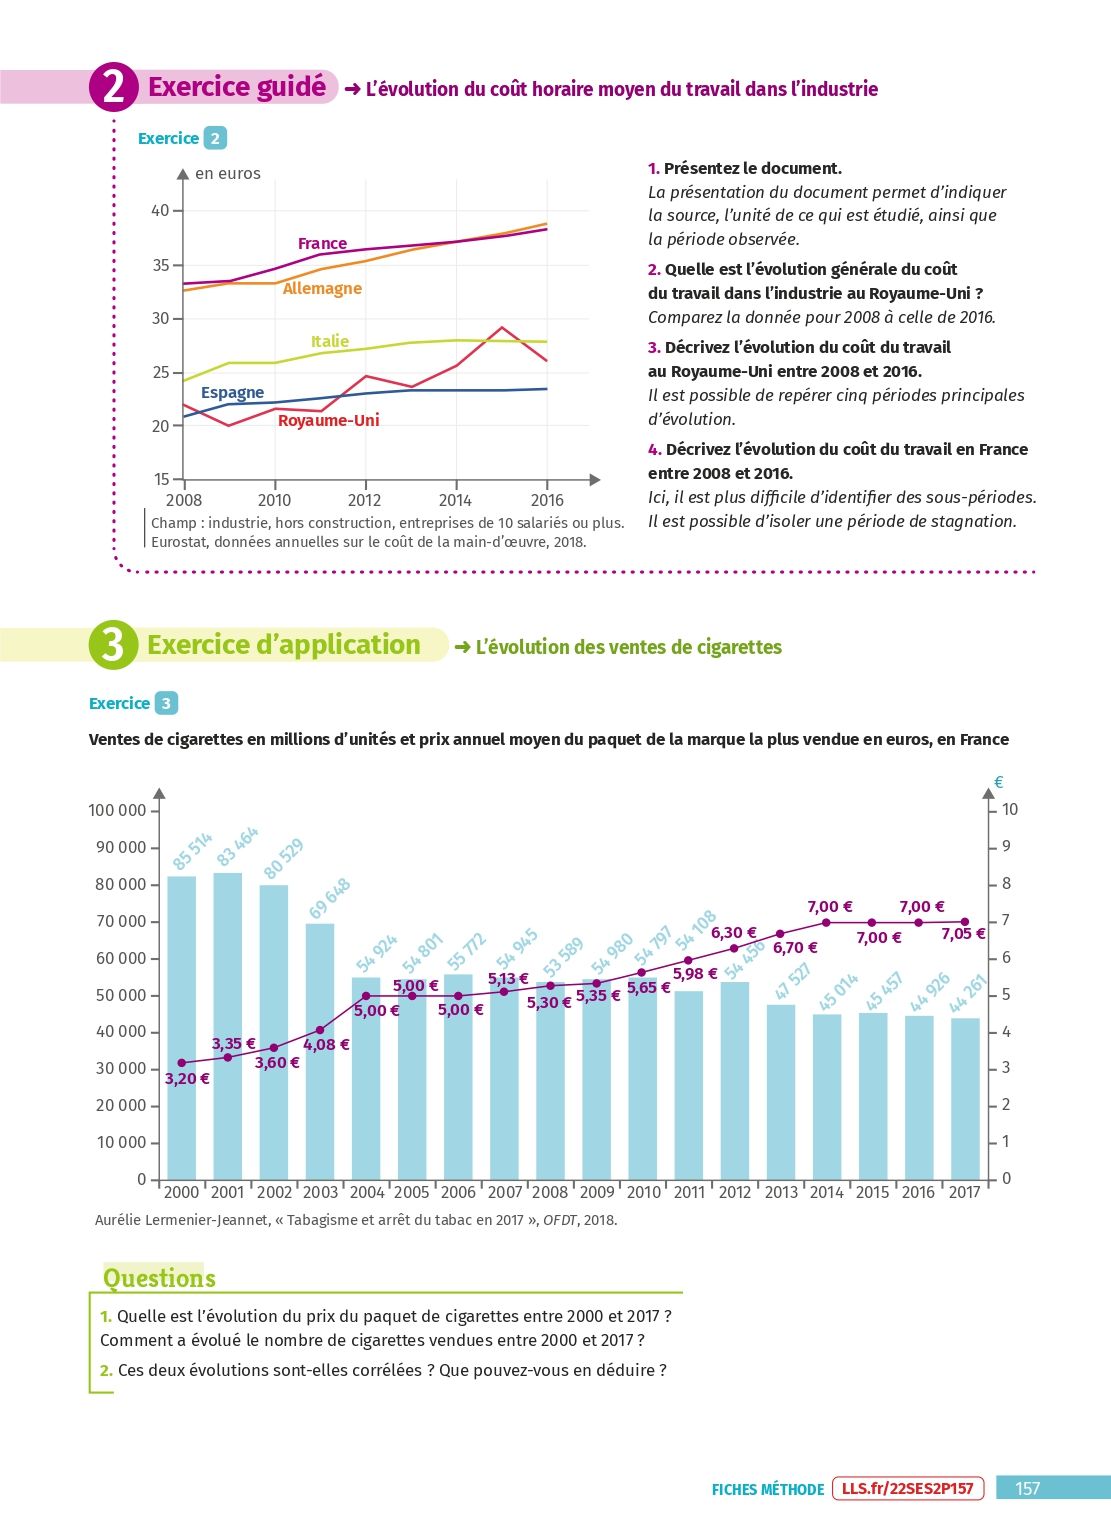 2 Exercice guidé ➜ L’évolution du coût horaire moyen du travail dans l’industrie
Exercice 2
en euros
40
35
30
25
20
15
France
Allemagne
Italie
Espagne
Royaume-Uni
2008 2010 2012 2014 2016
Champ : industrie, hors construction, entreprises de 10 salariés ou plus.
Eurostat, données annuelles sur le coût de la main-d’œuvre, 2018.
1. Présentez le document.
La présentation du document permet d’indiquer
la source, l’unité de ce qui est étudié, ainsi que
la période observée.
2. Quelle est l’évolution générale du coût
du travail dans l’industrie au Royaume-Uni ?
Comparez la donnée pour 2008 à celle de 2016.
3. Décrivez l’évolution du coût du travail
au Royaume-Uni entre 2008 et 2016.
Il est possible de repérer cinq périodes principales
d’évolution.
4. Décrivez l’évolution du coût du travail en France
entre 2008 et 2016.
Ici, il est plus difficile d’identifier des sous-périodes.
Il est possible d’isoler une période de stagnation.
3 Exercice d’application ➜ L’évolution des ventes de cigarettes
Exercice 3
Ventes de cigarettes en millions d’unités et prix annuel moyen du paquet de la marque la plus vendue en euros, en France
€
100 000
90 000
80 000
70 000
60 000
50 000
40 000
30 000
20 000
10 000
0
85 514
83 464
80 529
69 648
54 924
54 801
55 772
54 945
53 589
54 980
54 797
54 108
54 456
47 527
45 014
45 457
44 926
44 261
3,20 €
3,35 €
3,60 €
4,08 €
5,00 €
5,00 €
5,00 €
5,13 €
5,30 €
5,35 €
5,65 €
5,98 €
6,30 €
6,70 €
7,00 €
7,00 €
7,00 €
7,05 €
10
9
8
7
6
5
4
3
2
1
0
2000 2001 2002 2003 2004 2005 2006 2007 2008 2009 2010 2011 2012 2013 2014 2015 2016 2017
Aurélie Lermenier-Jeannet, « Tabagisme et arrêt du tabac en 2017 », OFDT, 2018.
Questions
1. Quelle est l’évolution du prix du paquet de cigarettes entre 2000 et 2017 ?
Comment a évolué le nombre de cigarettes vendues entre 2000 et 2017 ?
2. Ces deux évolutions sont-elles corrélées ? Que pouvez-vous en déduire ?
FICHES MÉTHODE LLS.fr/22SES2P157 157